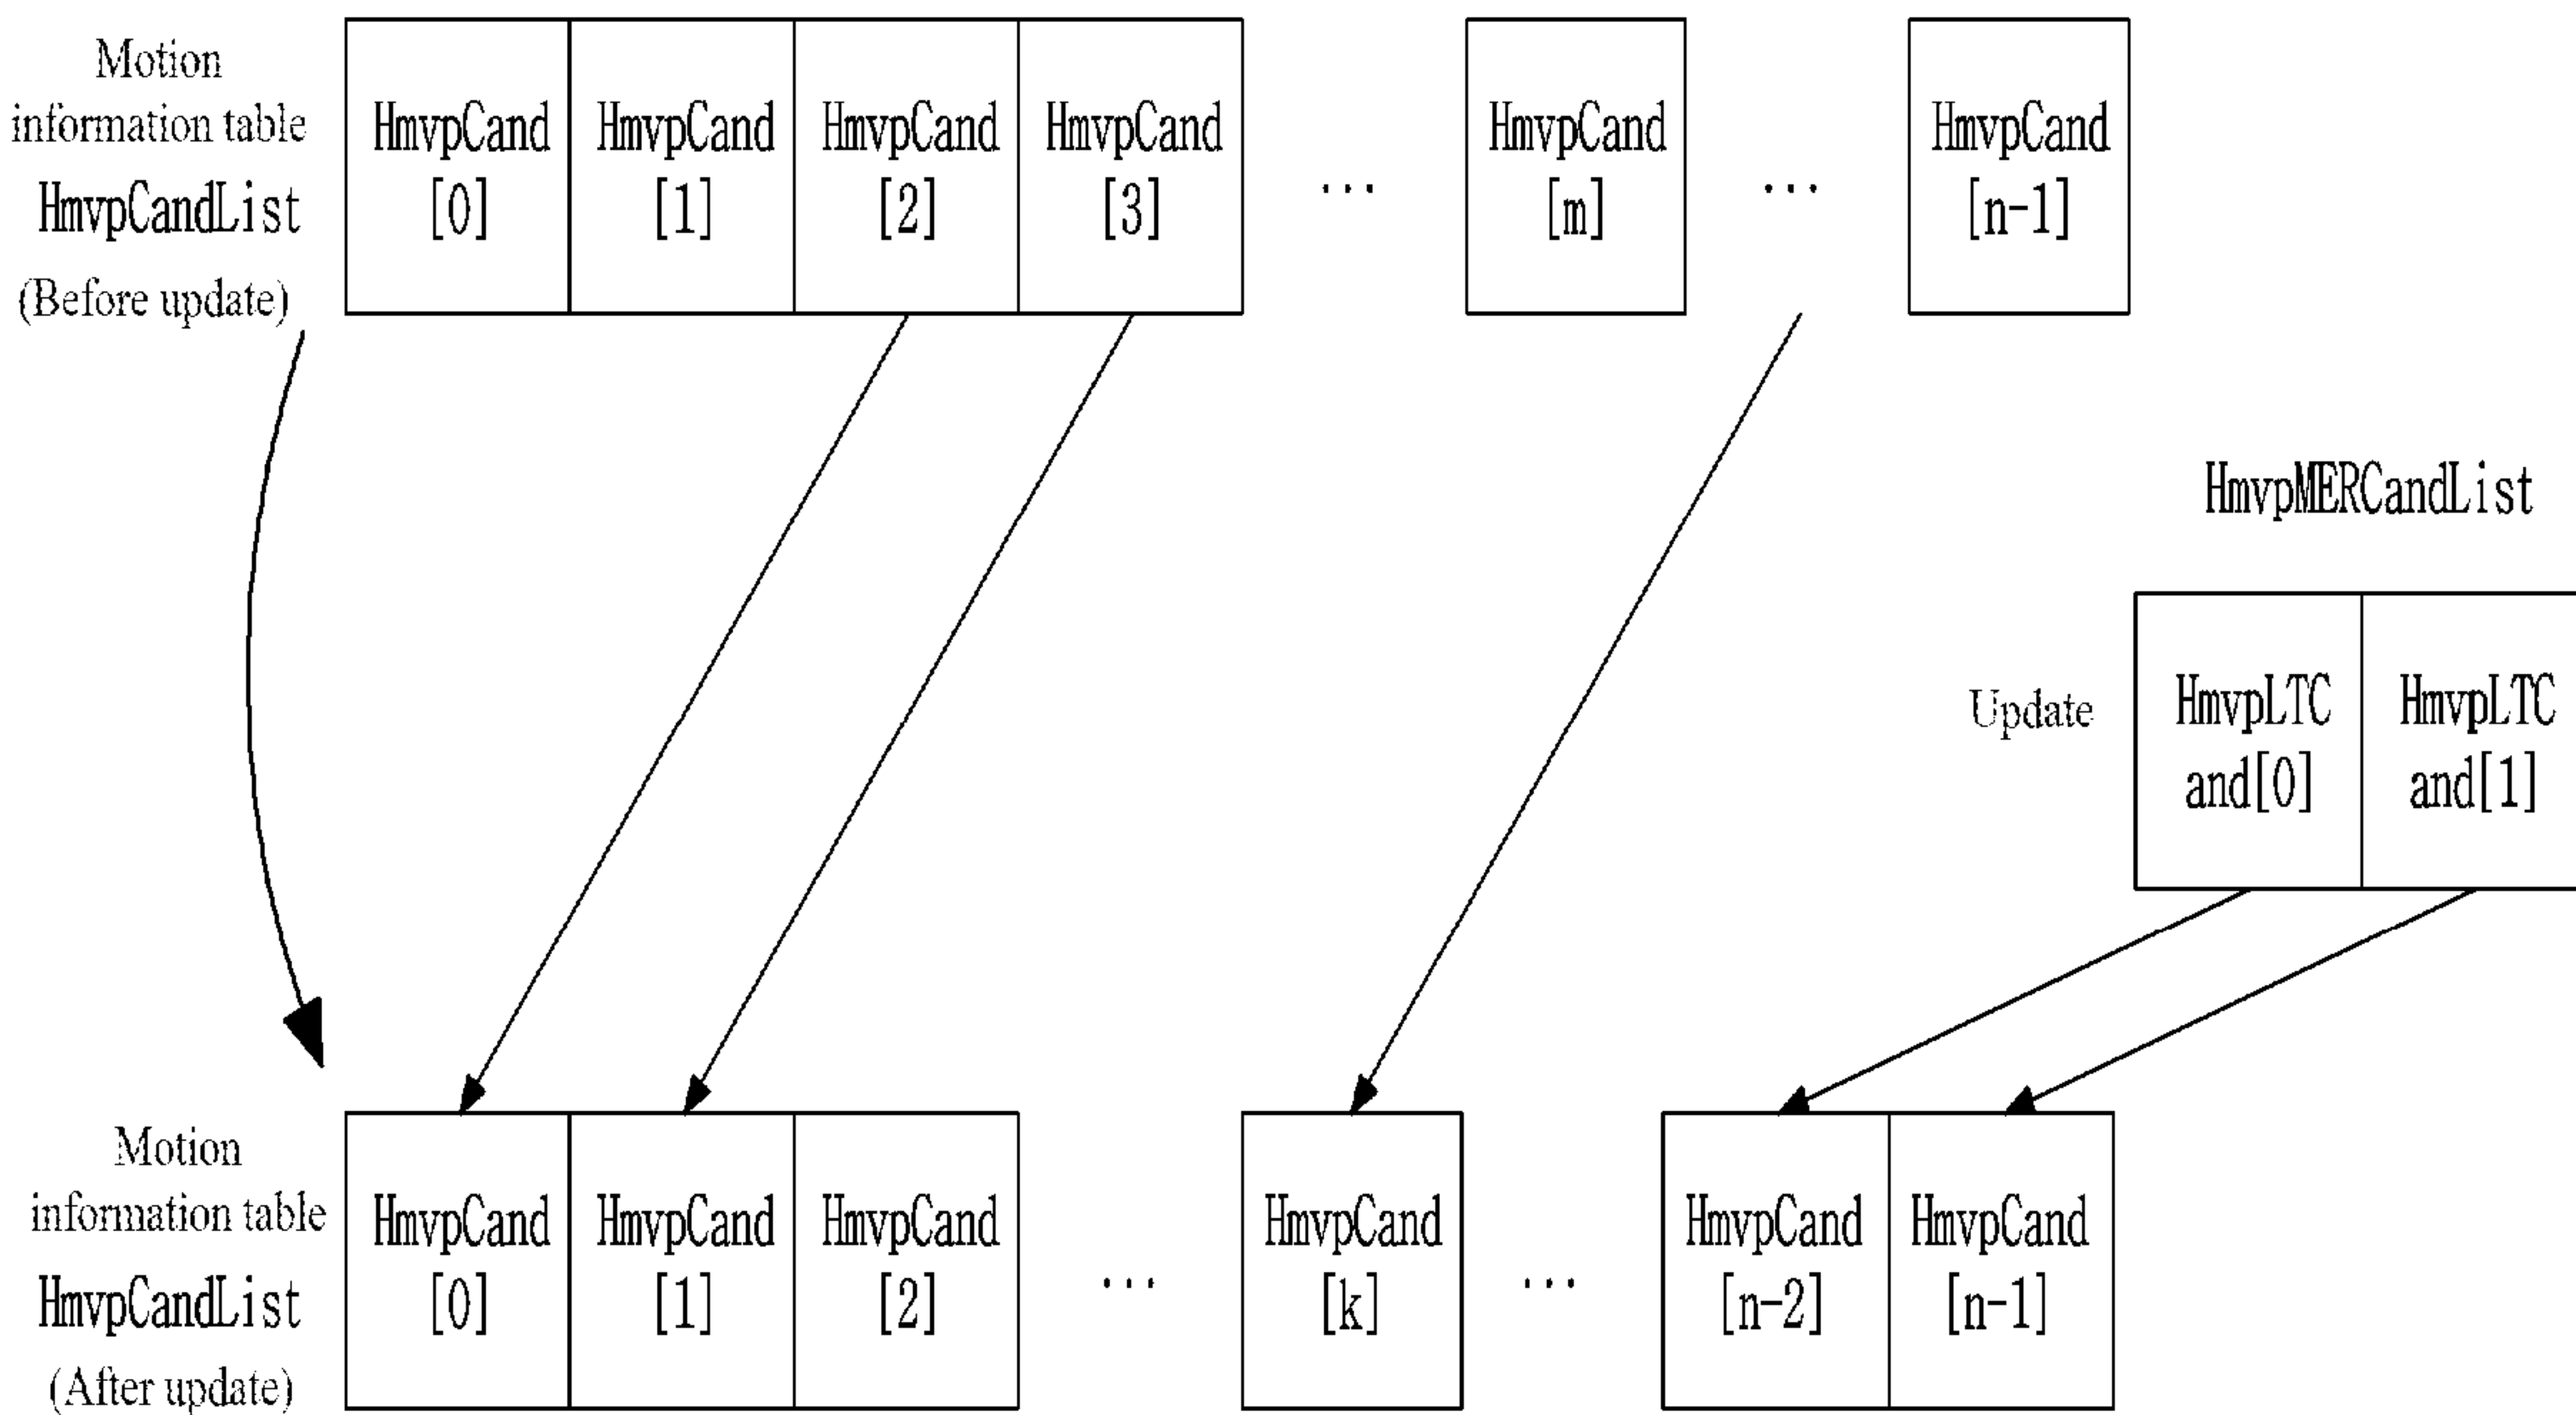 Motion
information table
HmvpCandList
(Before update)
HmvpCand
[0]
HmvpCand
[1]
HmvpCand
[2]
HmvpCand
[3]
...
HmvpCand
[m]
...
HmvpCand
[n-1]
HmvpMERCandList
Update
HmvpLTC
and[0]
HmvpLTC
and[1]
Motion
information table
HmvpCandList
(After update)
HmvpCand
[0]
HmvpCand
[1]
HmvpCand
[2]
...
HmvpCand
[k]
...
HmvpCand
[n-2]
HmvpCand
[n-1]